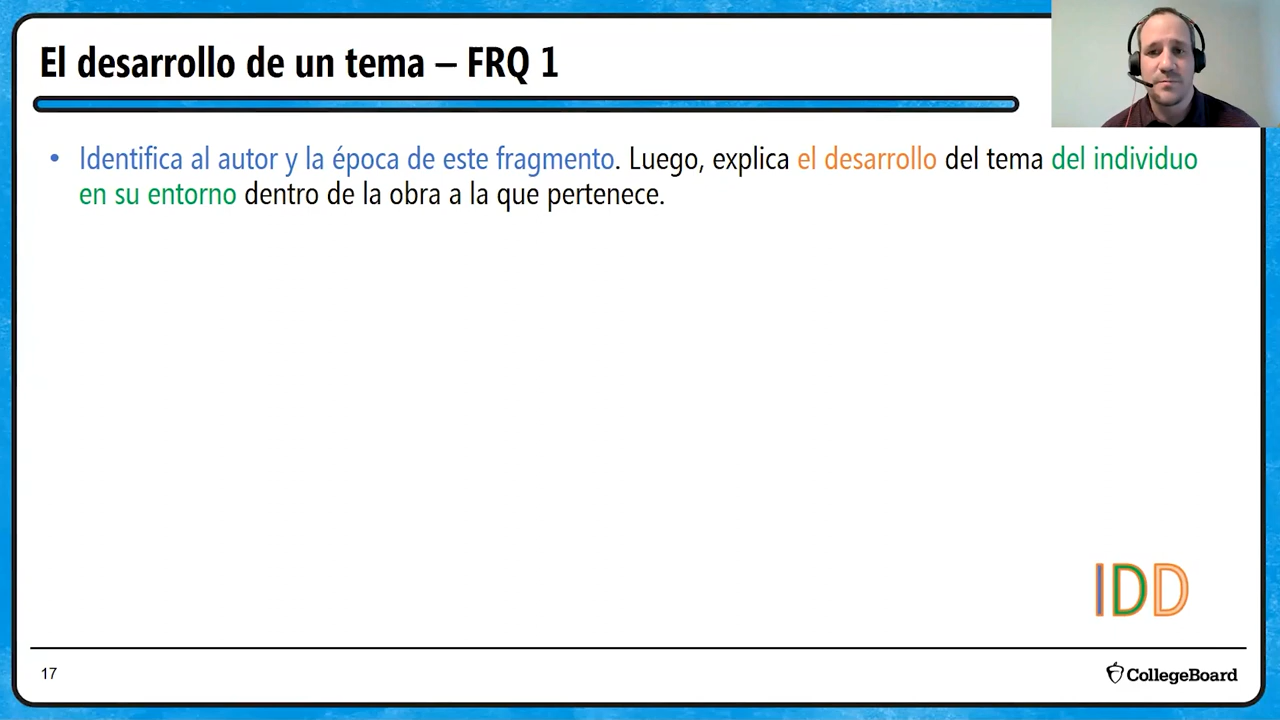 El desarrollo de un tema – FRQ 1
• Identifica al autor y la época de este fragmento. Luego, explica el desarrollo del tema del individuo
en su entorno dentro de la obra a la que pertenece.
IDD
17
CollegeBoard